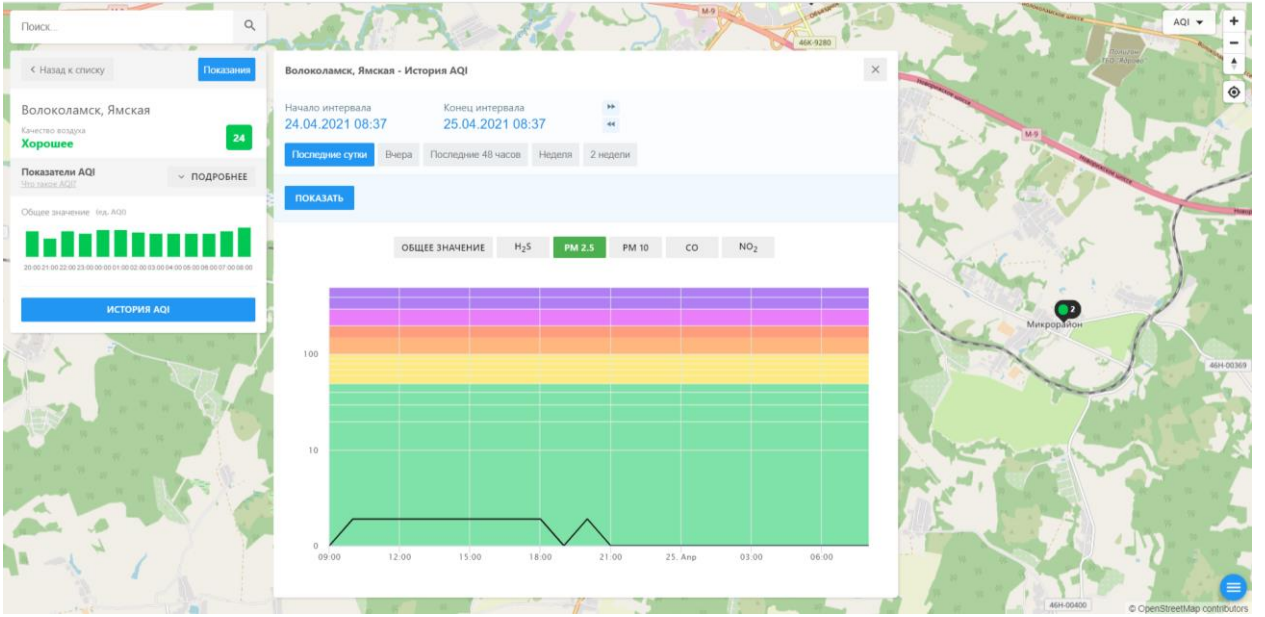 Поиск...
М-9
46К-9280
AQI
+
−
Назад к списку
Показания
Волоколамск, Ямская - История AQI
Волоколамск, Ямская
Качество воздуха
Хорошее
24
Начало интервала
Конец интервала
24.04.2021 08:37
25.04.2021 08:37
Последние сутки
Вчера
Последние 48 часов
Неделя
2 недели
Показатели AQI
Что такое AQI?
ПОДРОБНЕЕ
ПОКАЗАТЬ
Общее значение (ед. AQI)
20:00 21:00 22:00 23:00 00:00 01:00 02:00 03:00 04:00 05:00 06:00 07:00 08:00
ИСТОРИЯ AQI
ОБЩЕЕ ЗНАЧЕНИЕ
H₂S
PM 2.5
PM 10
CO
NO₂
100
10
0
09:00
12:00
15:00
18:00
21:00
25. Апр
03:00
06:00
М-9
2
Микрорайон
46Н-00369
46Н-00400
© OpenStreetMap contributors